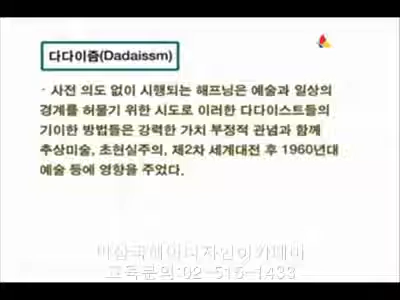 다다이즘(Dadaissm)
· 사전 의도 없이 시행되는 해프닝은 예술과 일상의
경계를 허물기 위한 시도로 이러한 다다이스트들의
기이한 방법들은 강력한 가치 부정적 관념과 함께
추상미술, 초현실주의, 제2차 세계대전 후 1960년대
예술 등에 영향을 주었다.
교육문의:02-515-1433